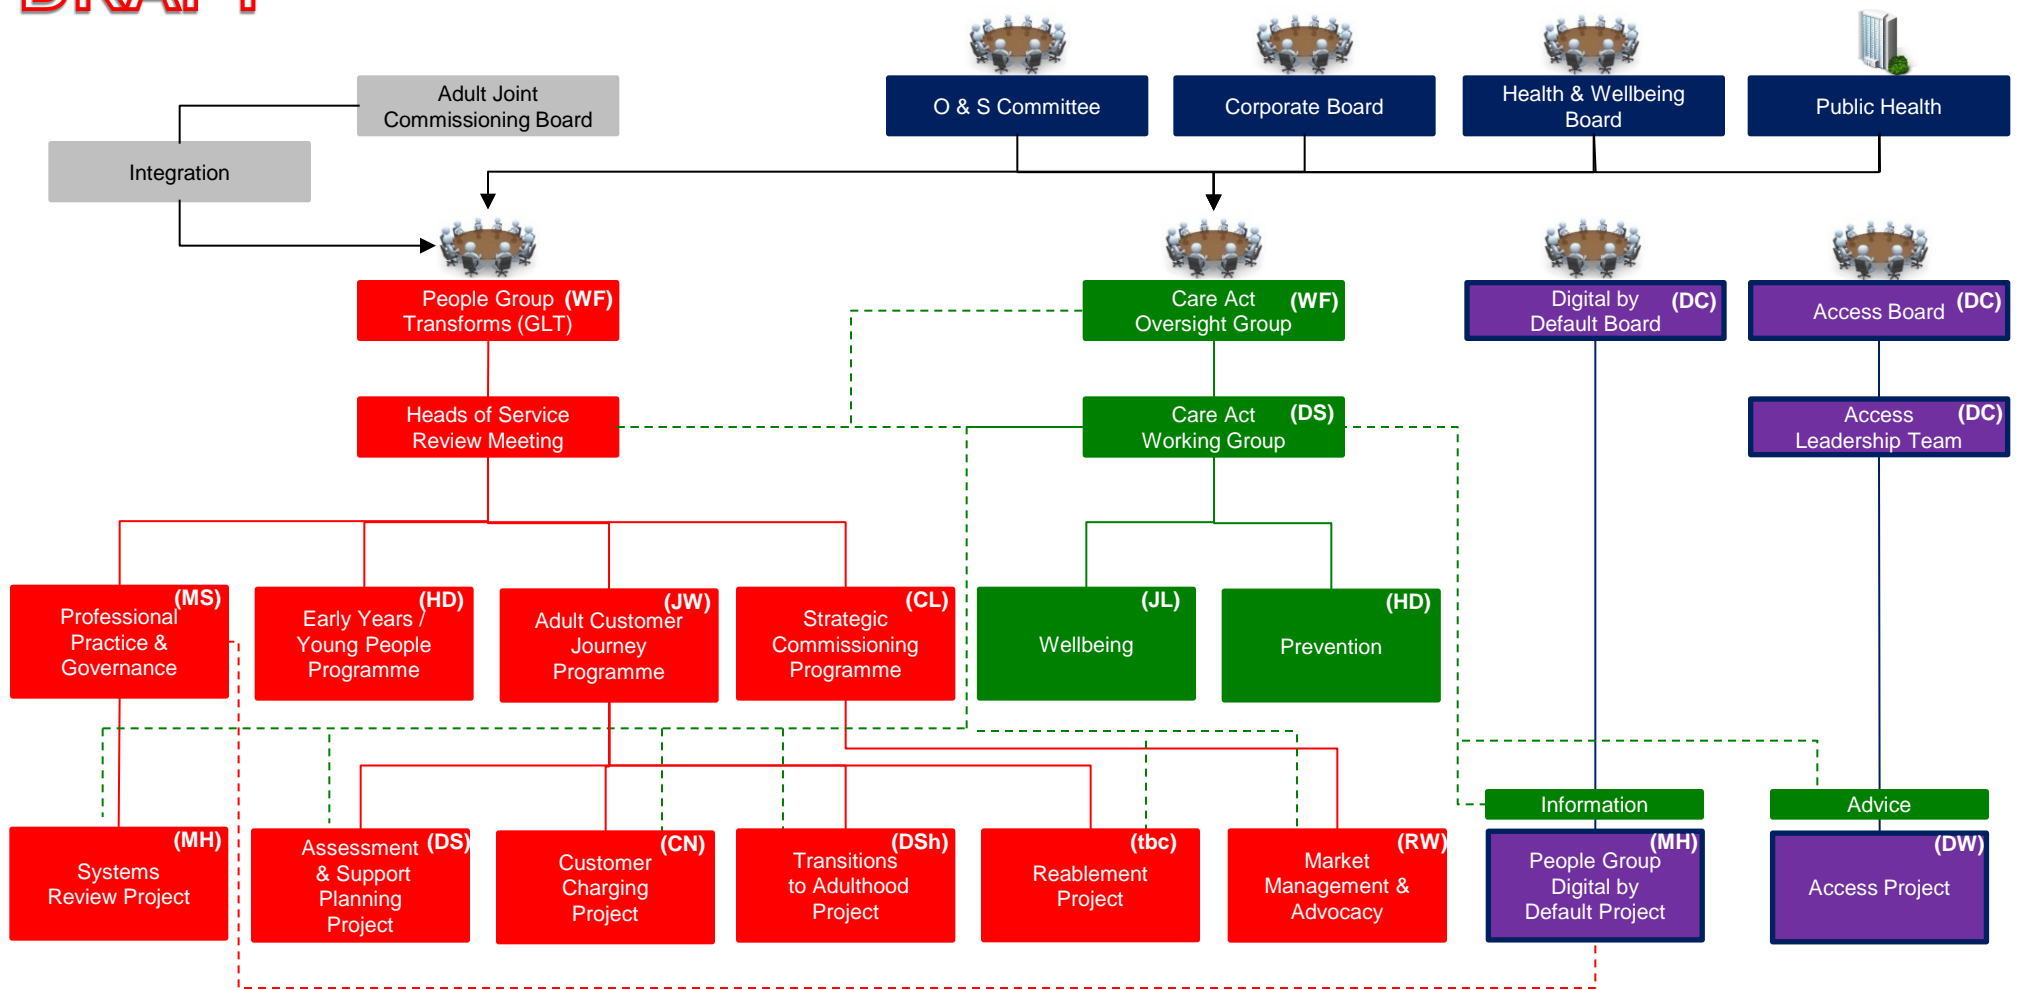 DRAFT
Adult Joint
Commissioning Board
O & S Committee
Corporate Board
Health & Wellbeing
Board
Public Health
Integration
People Group (WF)
Transforms (GLT)
Care Act (WF)
Oversight Group
Digital by (DC)
Default Board
Access Board (DC)
Heads of Service
Review Meeting
Care Act (DS)
Working Group
Access (DC)
Leadership Team
(MS)
Professional
Practice &
Governance
(HD)
Early Years /
Young People
Programme
(JW)
Adult Customer
Journey
Programme
(CL)
Strategic
Commissioning
Programme
(JL)
Wellbeing
(HD)
Prevention
Information
Advice
(MH)
Systems
Review Project
Assessment (DS)
& Support
Planning
Project
(CN)
Customer
Charging
Project
(DSh)
Transitions
to Adulthood
Project
(tbc)
Reablement
Project
(RW)
Market
Management &
Advocacy
(MH)
People Group
Digital by
Default Project
(DW)
Access Project